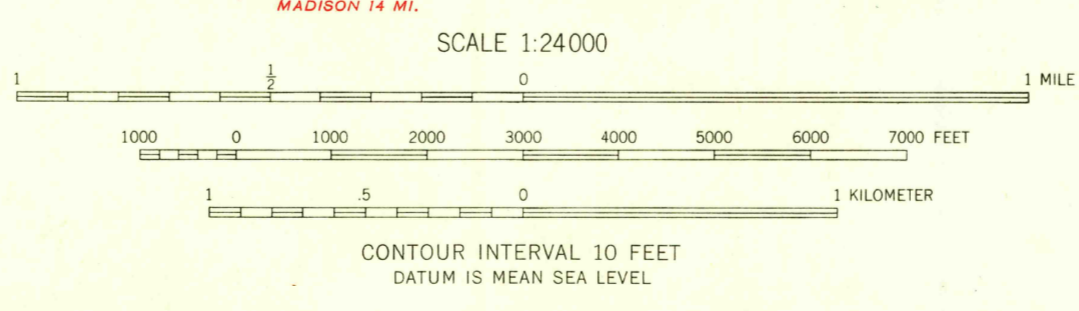 MADISON 14 MI.
SCALE 1:24000
1 1/2 0 1 MILE
1000 0 1000 2000 3000 4000 5000 6000 7000 FEET
1 .5 0 1 KILOMETER
CONTOUR INTERVAL 10 FEET
DATUM IS MEAN SEA LEVEL